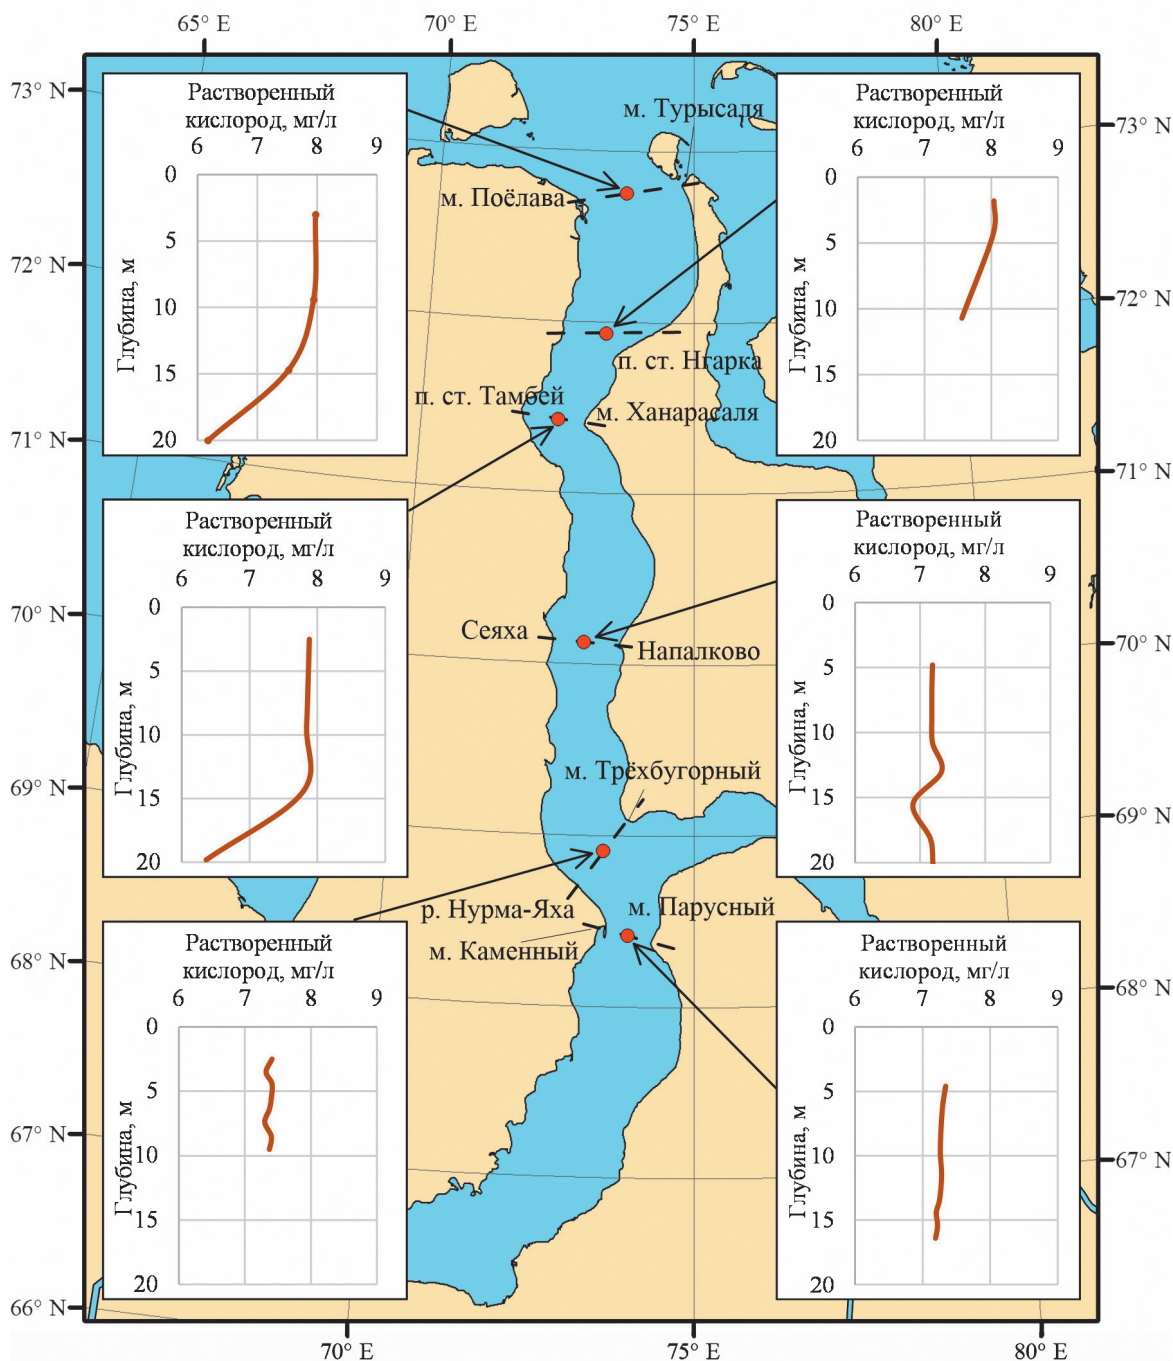 65° E
70° E
75° E
80° E
73° N
72° N
71° N
70° N
69° N
68° N
67° N
66° N
73° N
72° N
71° N
70° N
69° N
68° N
67° N
70° E
75° E
80° E
Растворенный
кислород, мг/л
6 7 8 9
0
5
10
15
20
Глубина, м
Растворенный
кислород, мг/л
6 7 8 9
0
5
10
15
20
Глубина, м
м. Турысаля
м. Поёлава
п. ст. Нгарка
п. ст. Тамбей
м. Ханарасаля
Растворенный
кислород, мг/л
6 7 8 9
0
5
10
15
20
Глубина, м
Растворенный
кислород, мг/л
6 7 8 9
0
5
10
15
20
Глубина, м
Сеяха
Напалково
м. Трёхбугорный
р. Нурма-Яха
м. Парусный
м. Каменный
Растворенный
кислород, мг/л
6 7 8 9
0
5
10
15
20
Глубина, м
Растворенный
кислород, мг/л
6 7 8 9
0
5
10
15
20
Глубина, м